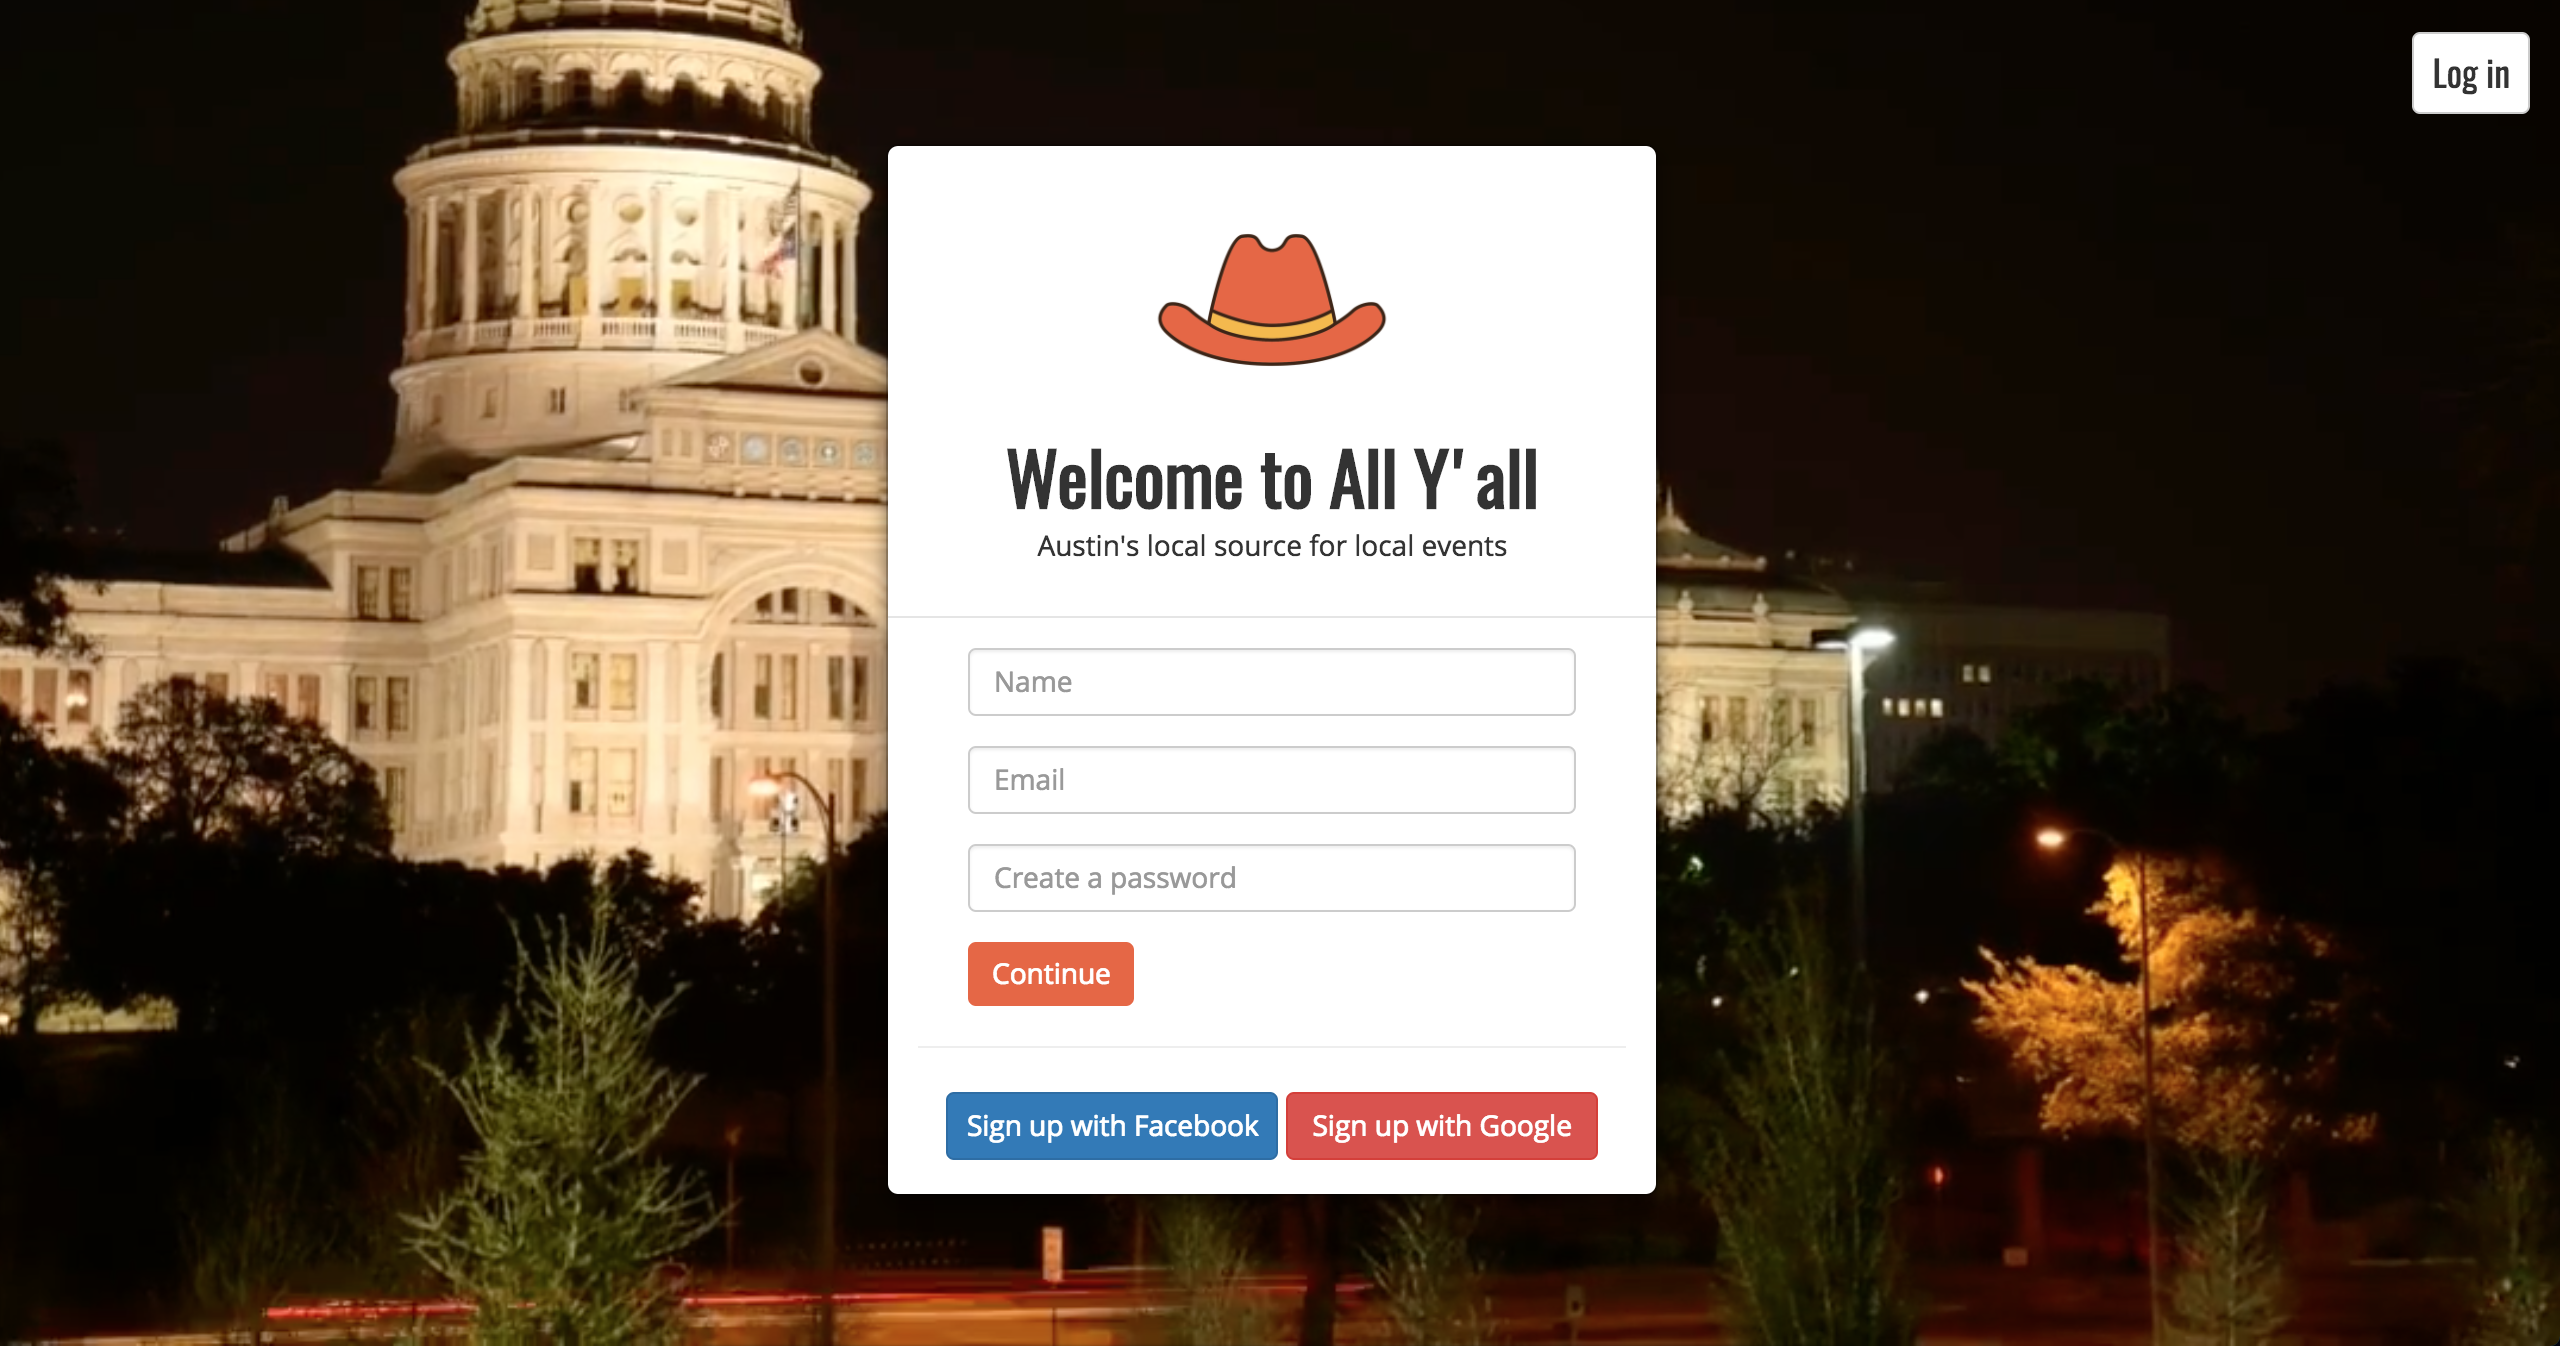 Log in
Welcome to All Y'all
Austin's local source for local events
Name
Email
Create a password
Continue
Sign up with Facebook
Sign up with Google